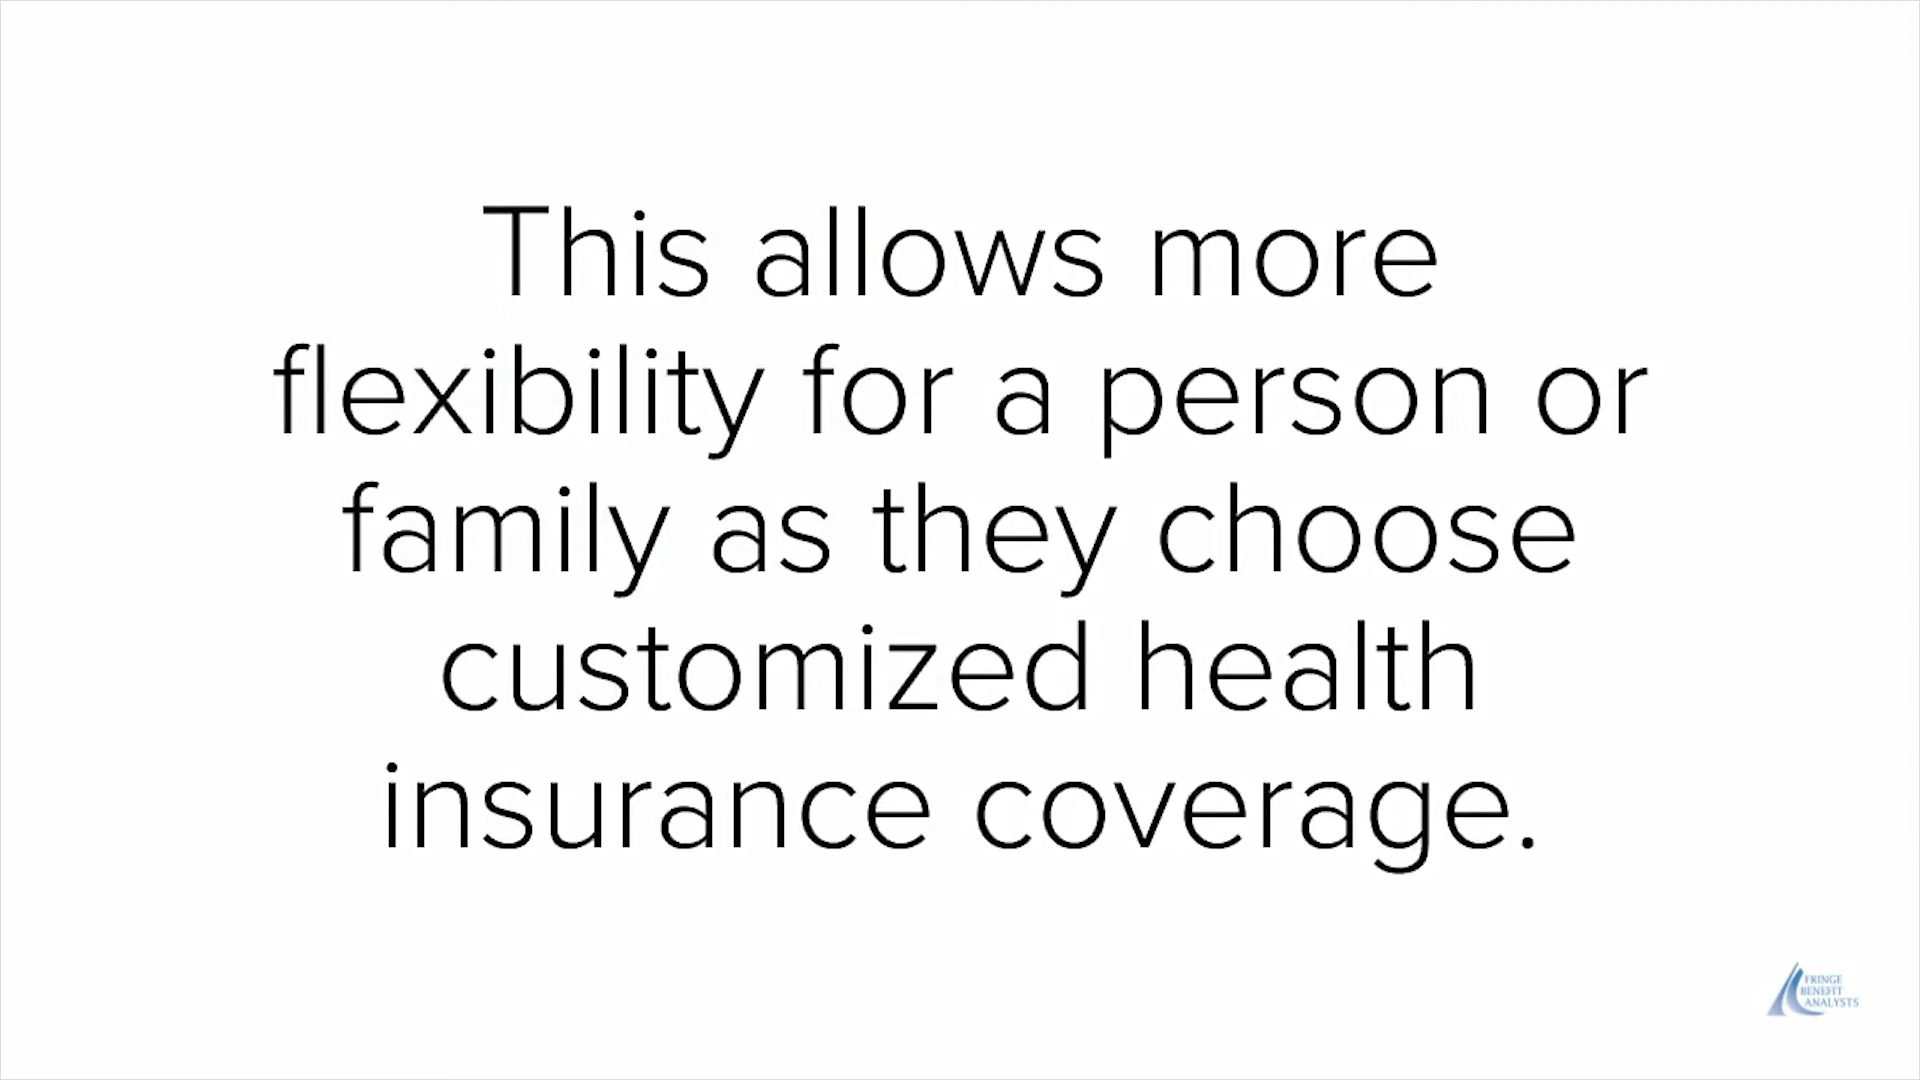 This allows more
flexibility for a person or
family as they choose
customized health
insurance coverage.
FRINGE
BENEFIT
ANALYSTS